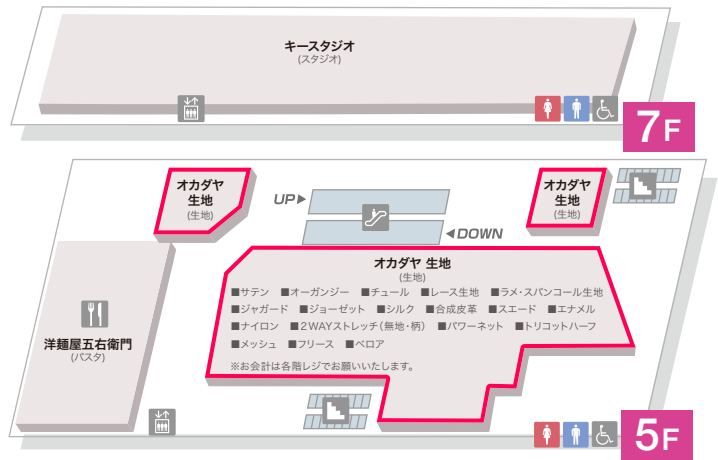 キースタジオ
(スタジオ)
7F
オカダヤ
生地
(生地)
オカダヤ
生地
(生地)
UP▶
◀DOWN
オカダヤ 生地
(生地)
■サテン ■オーガンジー ■チュール ■レース生地 ■ラメ・スパンコール生地
■ジャガード ■ジョーゼット ■シルク ■合成皮革 ■スエード ■エナメル
■ナイロン ■2WAYストレッチ(無地・柄) ■パワーネット ■トリコットハーフ
■メッシュ ■フリース ■ベロア
※お会計は各階レジでお願いいたします。
洋麺屋五右衛門
(パスタ)
5F